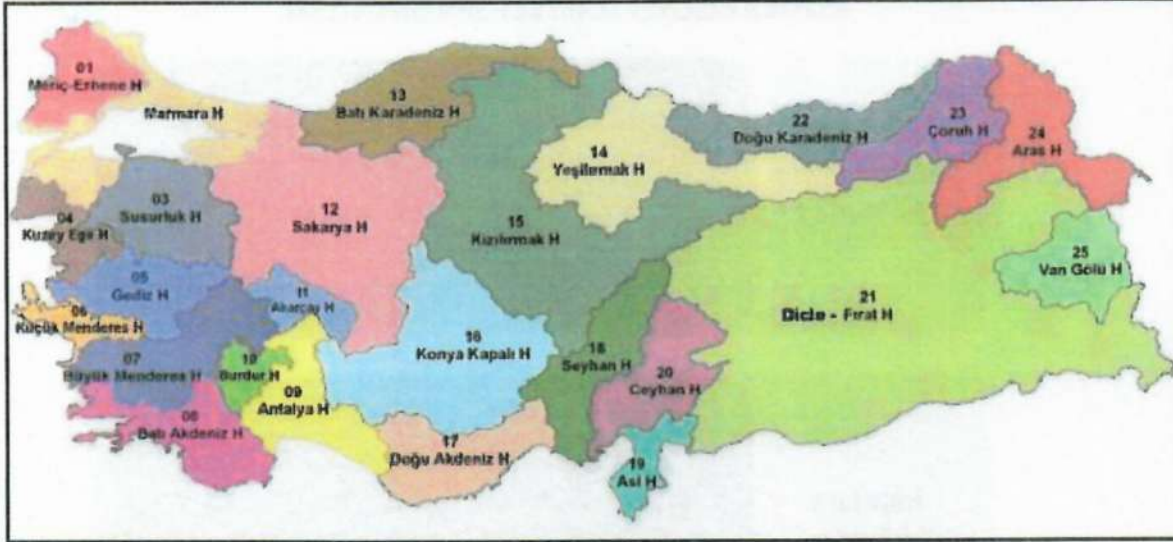 01
Meriç-Ergene H
Marmara H
13
Batı Karadeniz H
22
Doğu Karadeniz H
23
Çoruh H
24
Aras H
14
Yeşilırmak H
03
Susurluk H
04
Kuzey Ege H
12
Sakarya H
15
Kızılırmak H
25
Van Gölü H
05
Gediz H
11
Akarçay H
06
Küçük Menderes H
21
Dicle - Fırat H
16
Konya Kapalı H
18
Seyhan H
07
Büyük Menderes H
10
Burdur H
20
Ceyhan H
09
Antalya H
08
Batı Akdeniz H
17
Doğu Akdeniz H
19
Asi H